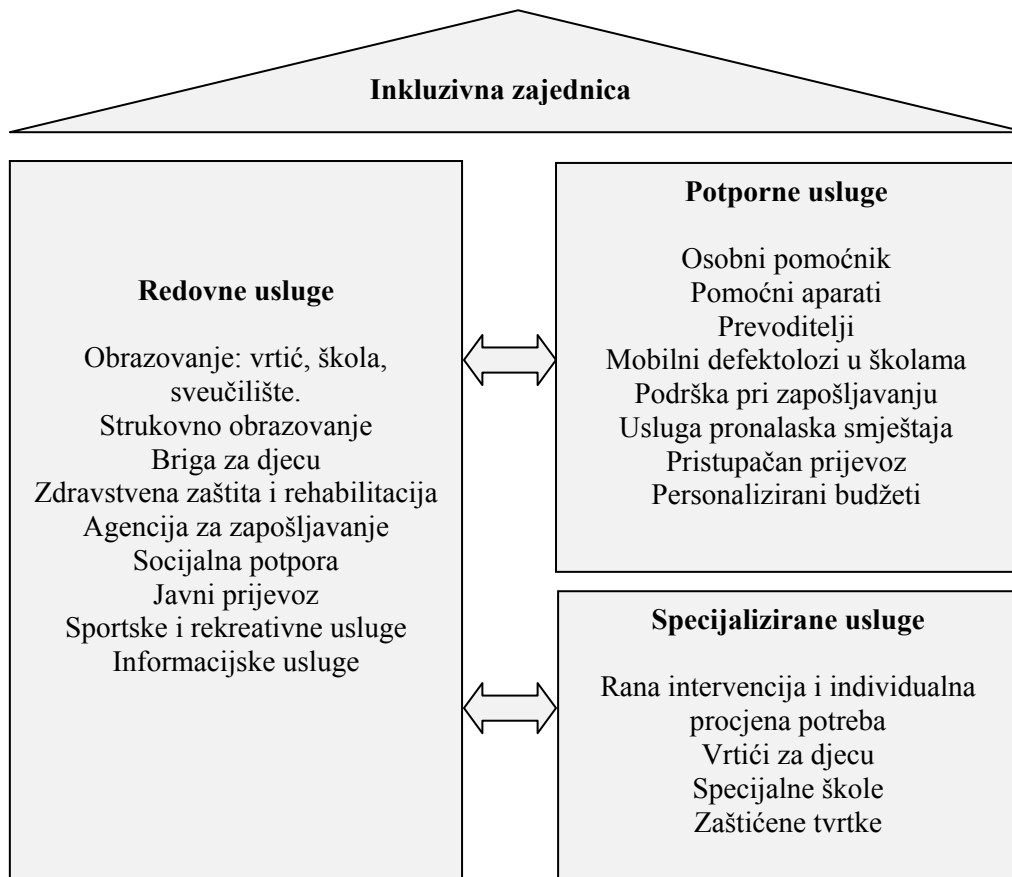 Inkluzivna zajednica
Redovne usluge
Obrazovanje: vrtić, škola,
sveučilište.
Strukovno obrazovanje
Briga za djecu
Zdravstvena zaštita i rehabilitacija
Agencija za zapošljavanje
Socijalna potpora
Javni prijevoz
Sportske i rekreativne usluge
Informacijske usluge
Potporne usluge
Osobni pomoćnik
Pomoćni aparati
Prevoditelji
Mobilni defektolozi u školama
Podrška pri zapošljavanju
Usluga pronalaska smještaja
Pristupačan prijevoz
Personalizirani budžeti
Specijalizirane usluge
Rana intervencija i individualna
procjena potreba
Vrtići za djecu
Specijalne škole
Zaštićene tvrtke